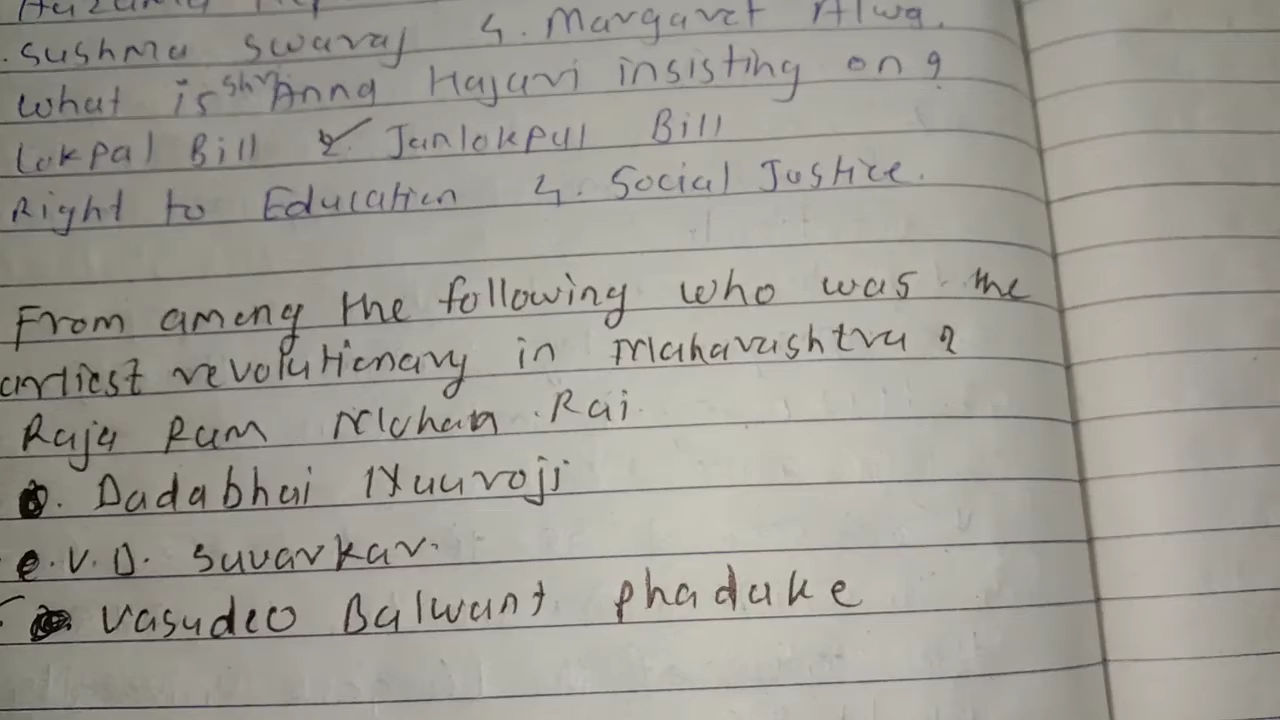 . Sushma Swaraj 4. Margaret Alwa.
What is Shri Anna Hajari insisting on ?
Lokpal Bill 2. Janlokpal Bill
Right to Education 4. Social Justice.
From among the following who was the
earliest revolutionary in Maharashtra ?
Raja Ram Mohan Rai
b. Dadabhai Nauroji
c. V. D. Savarkar.
Vasudeo Balwant Phadake